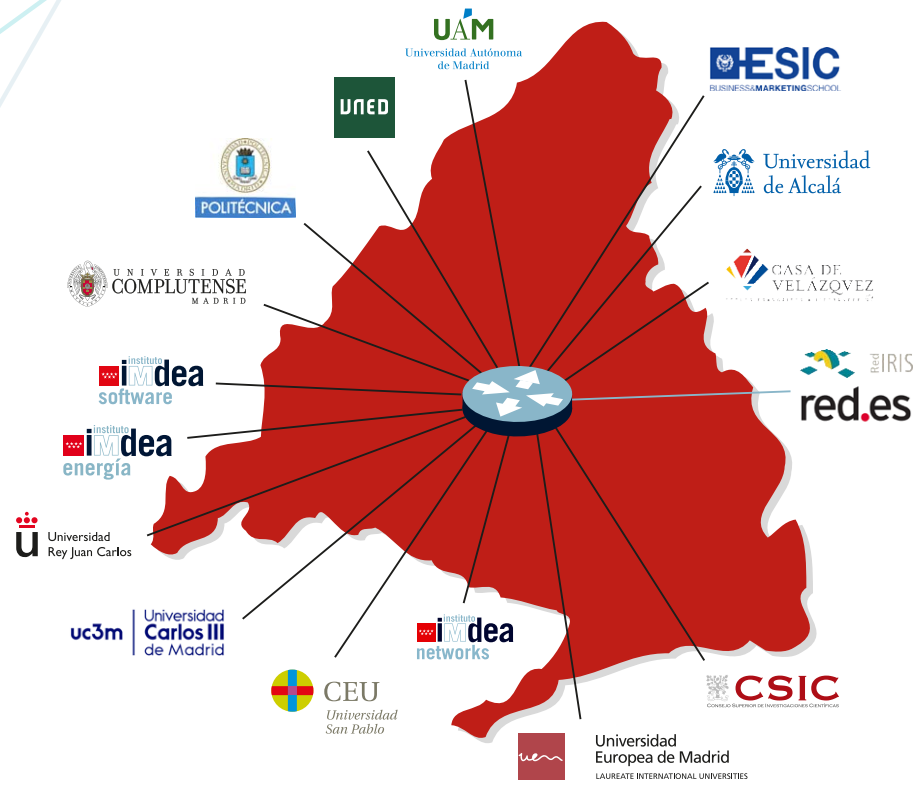 UAM
Universidad Autónoma
de Madrid
ESIC
BUSINESS&MARKETINGSCHOOL
UNED
POLITÉCNICA
Universidad
de Alcalá
UNIVERSIDAD
COMPLUTENSE
MADRID
CASA DE
VELÁZQVEZ
instituto
iMdea
software
Red IRIS
red.es
instituto
iMdea
energía
ü
Universidad
Rey Juan Carlos
uc3m
Universidad
Carlos III
de Madrid
instituto
iMdea
networks
CEU
Universidad
San Pablo
CSIC
CONSEJO SUPERIOR DE INVESTIGACIONES CIENTÍFICAS
uem
Universidad
Europea de Madrid
LAUREATE INTERNATIONAL UNIVERSITIES